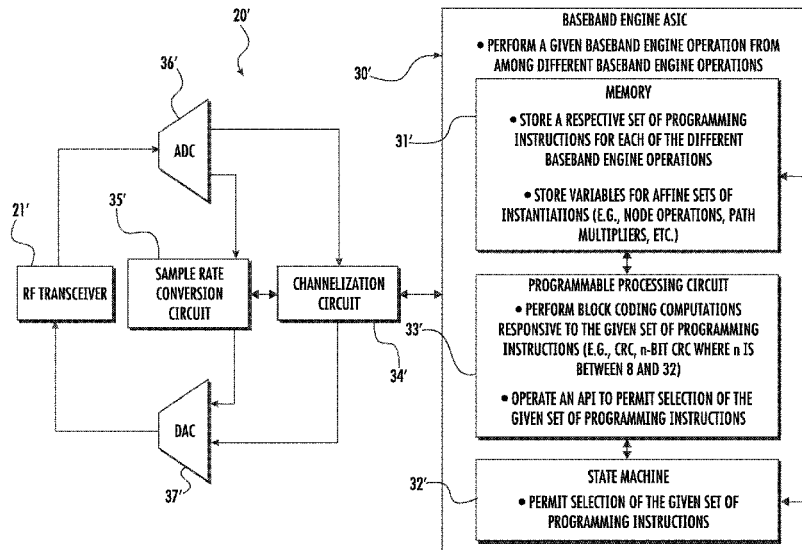 20'
36'
ADC
35'
21'
RF TRANSCEIVER
SAMPLE RATE
CONVERSION
CIRCUIT
CHANNELIZATION
CIRCUIT
34'
DAC
37'
30'
BASEBAND ENGINE ASIC
• PERFORM A GIVEN BASEBAND ENGINE OPERATION FROM
AMONG DIFFERENT BASEBAND ENGINE OPERATIONS
MEMORY
• STORE A RESPECTIVE SET OF PROGRAMMING
INSTRUCTIONS FOR EACH OF THE DIFFERENT
BASEBAND ENGINE OPERATIONS
31'
• STORE VARIABLES FOR AFFINE SETS OF
INSTANTIATIONS (E.G., NODE OPERATIONS, PATH
MULTIPLIERS, ETC.)
PROGRAMMABLE PROCESSING CIRCUIT
• PERFORM BLOCK CODING COMPUTATIONS
RESPONSIVE TO THE GIVEN SET OF PROGRAMMING
INSTRUCTIONS (E.G., CRC, n-BIT CRC WHERE n IS
BETWEEN 8 AND 32)
33'
• OPERATE AN API TO PERMIT SELECTION OF THE
GIVEN SET OF PROGRAMMING INSTRUCTIONS
STATE MACHINE
32'
• PERMIT SELECTION OF THE GIVEN SET OF
PROGRAMMING INSTRUCTIONS